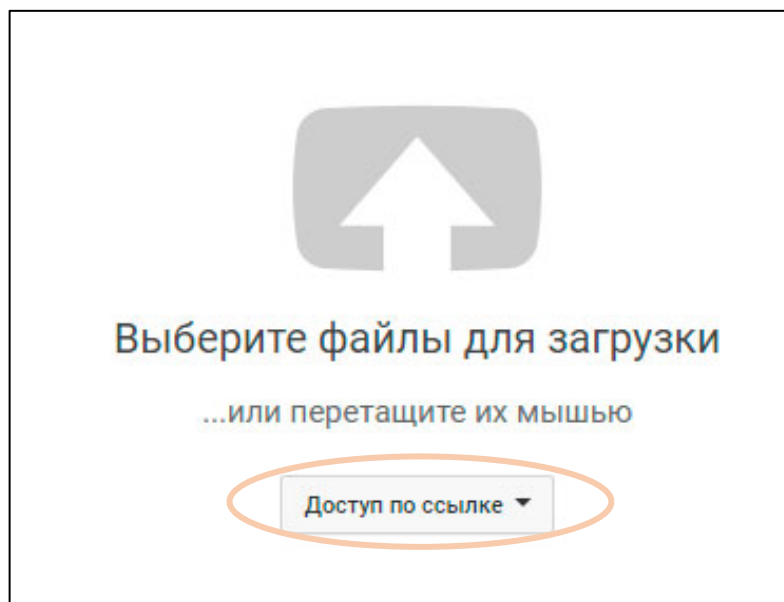 Выберите файлы для загрузки
...или перетащите их мышью
Доступ по ссылке